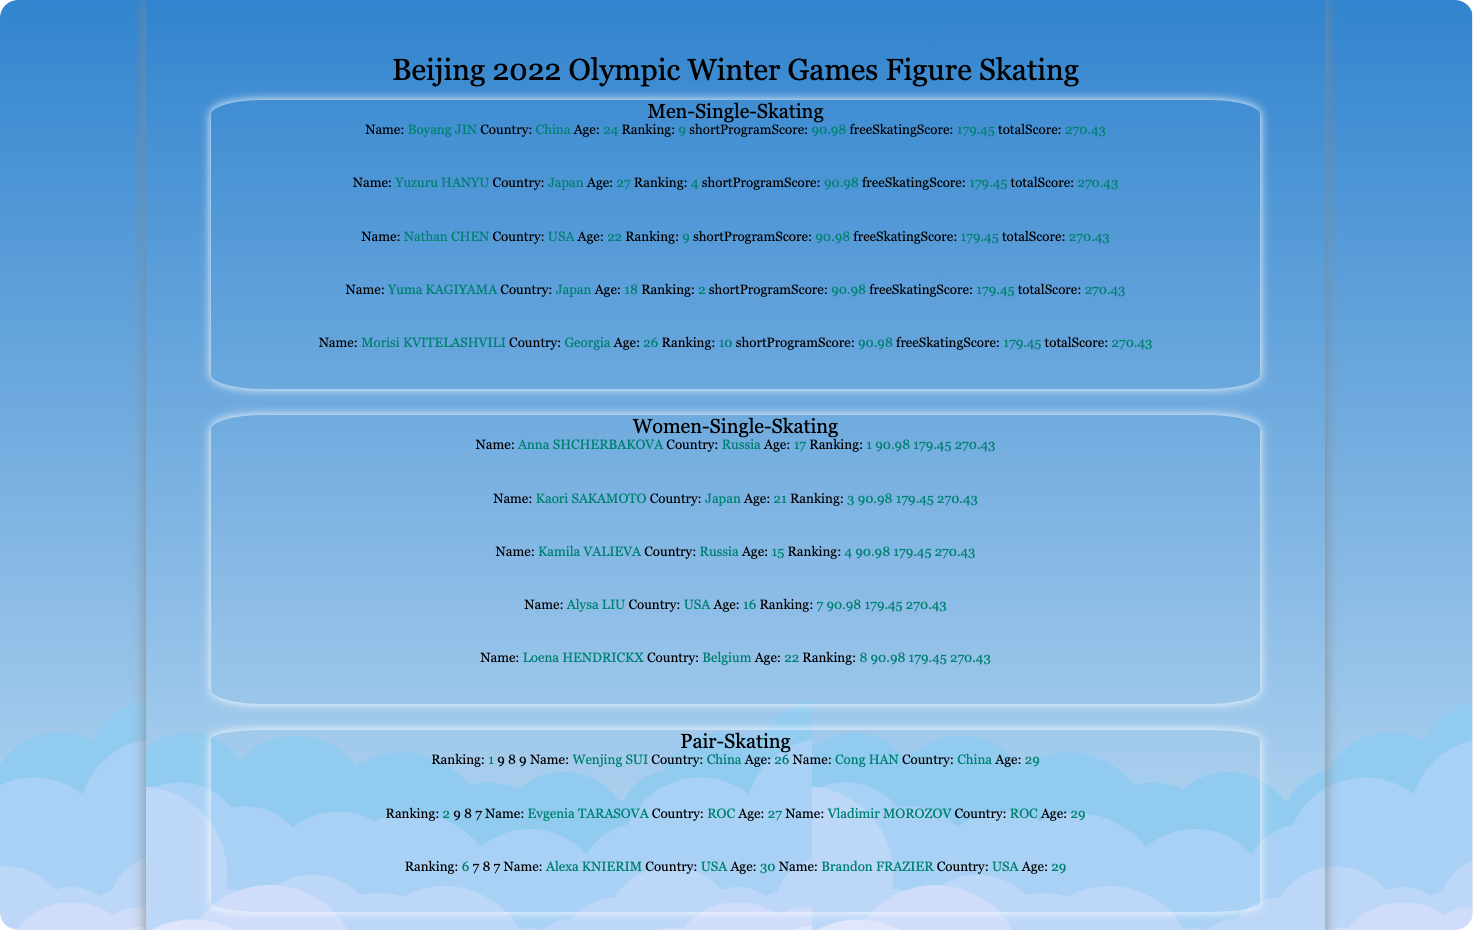 Beijing 2022 Olympic Winter Games Figure Skating
Men-Single-Skating
Name: Boyang JIN Country: China Age: 24 Ranking: 9 shortProgramScore: 90.98 freeSkatingScore: 179.45 totalScore: 270.43
Name: Yuzuru HANYU Country: Japan Age: 27 Ranking: 4 shortProgramScore: 90.98 freeSkatingScore: 179.45 totalScore: 270.43
Name: Nathan CHEN Country: USA Age: 22 Ranking: 9 shortProgramScore: 90.98 freeSkatingScore: 179.45 totalScore: 270.43
Name: Yuma KAGIYAMA Country: Japan Age: 18 Ranking: 2 shortProgramScore: 90.98 freeSkatingScore: 179.45 totalScore: 270.43
Name: Morisi KVITELASHVILI Country: Georgia Age: 26 Ranking: 10 shortProgramScore: 90.98 freeSkatingScore: 179.45 totalScore: 270.43
Women-Single-Skating
Name: Anna SHCHERBAKOVA Country: Russia Age: 17 Ranking: 1 90.98 179.45 270.43
Name: Kaori SAKAMOTO Country: Japan Age: 21 Ranking: 3 90.98 179.45 270.43
Name: Kamila VALIEVA Country: Russia Age: 15 Ranking: 4 90.98 179.45 270.43
Name: Alysa LIU Country: USA Age: 16 Ranking: 7 90.98 179.45 270.43
Name: Loena HENDRICKX Country: Belgium Age: 22 Ranking: 8 90.98 179.45 270.43
Pair-Skating
Ranking: 1 9 8 9 Name: Wenjing SUI Country: China Age: 26 Name: Cong HAN Country: China Age: 29
Ranking: 2 9 8 7 Name: Evgenia TARASOVA Country: ROC Age: 27 Name: Vladimir MOROZOV Country: ROC Age: 29
Ranking: 6 7 8 7 Name: Alexa KNIERIM Country: USA Age: 30 Name: Brandon FRAZIER Country: USA Age: 29